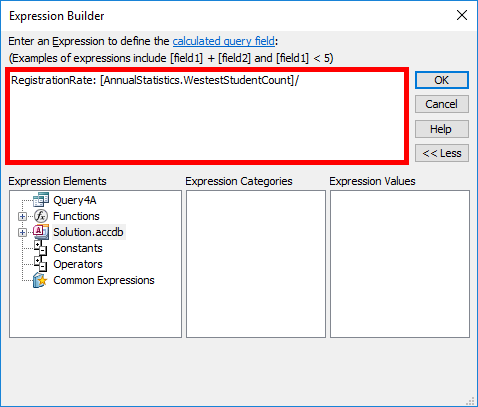 Expression Builder
Enter an Expression to define the calculated query field:
(Examples of expressions include [field1] + [field2] and [field1] < 5)
RegistrationRate: [AnnualStatistics.WestestStudentCount]/
OK
Cancel
Help
<< Less
Expression Elements
Expression Categories
Expression Values
Query4A
Functions
Solution.accdb
Constants
Operators
Common Expressions